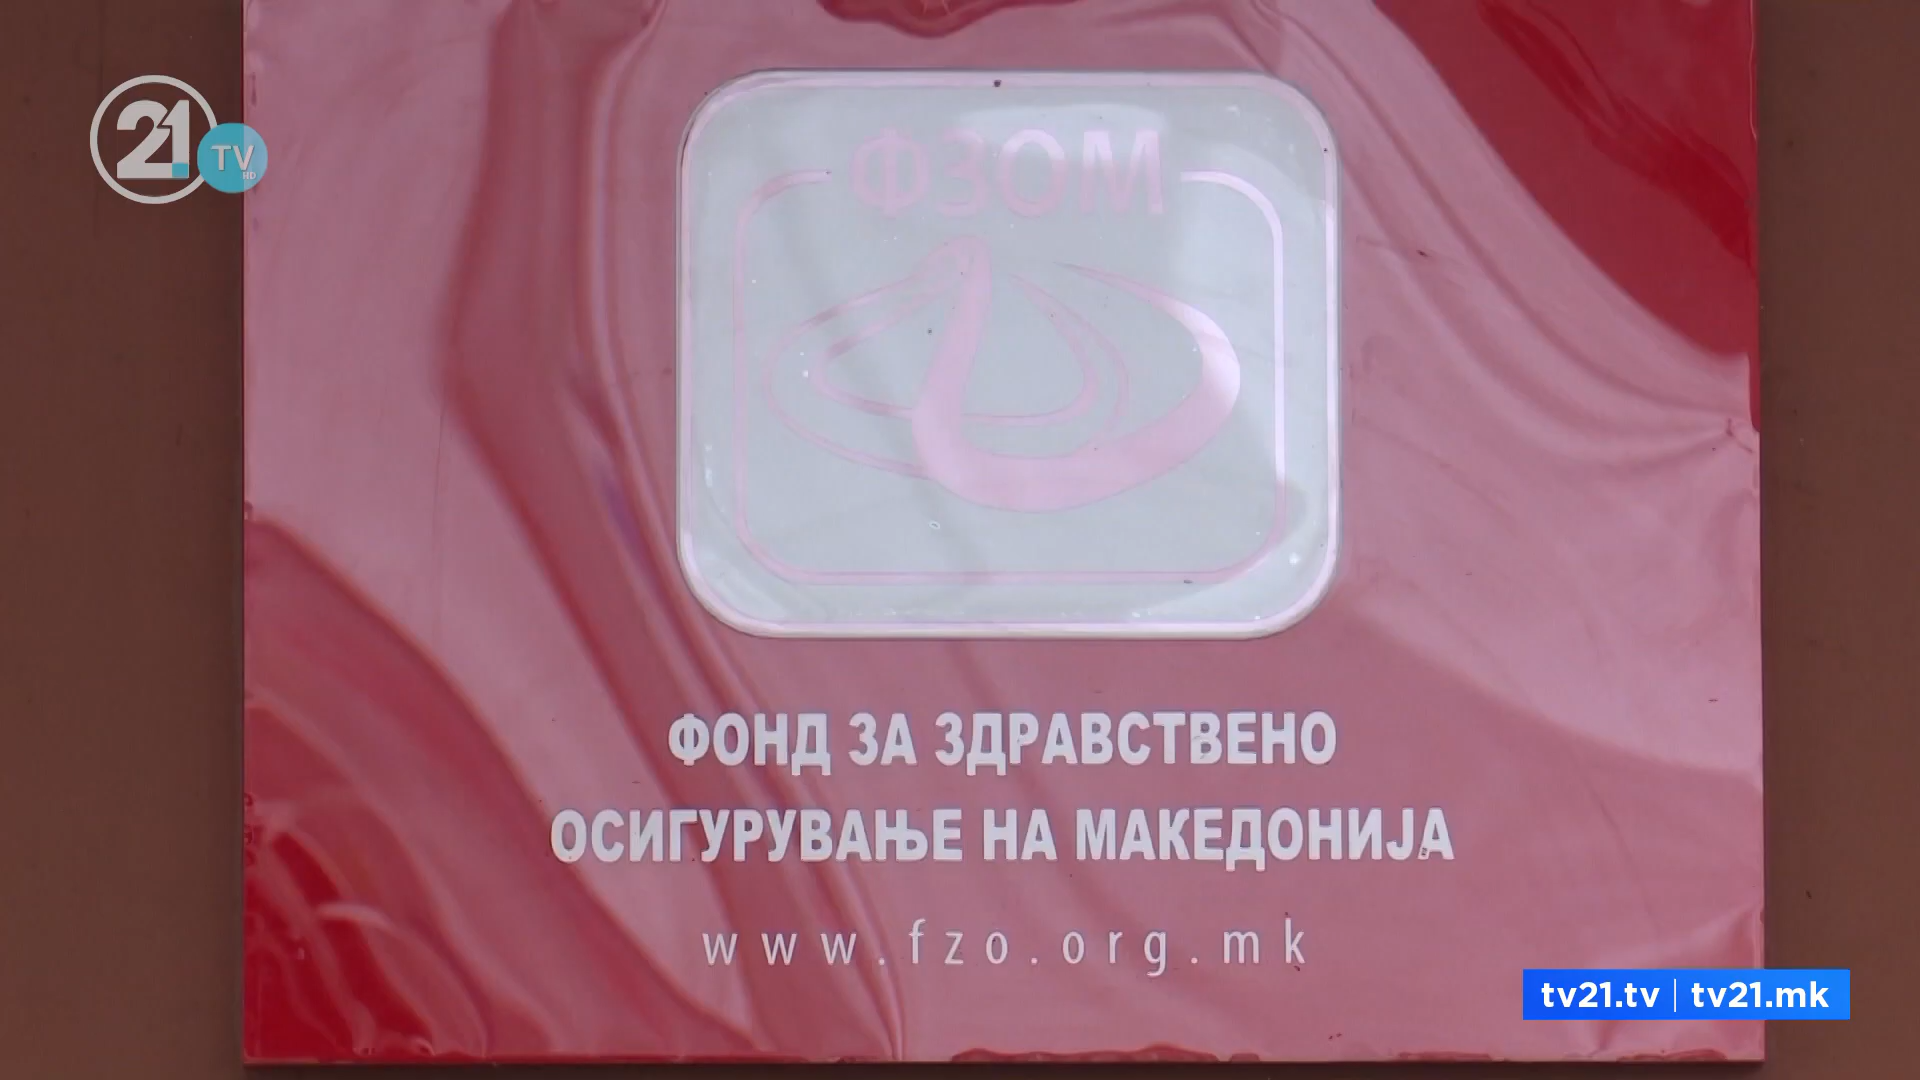 21 TV HD
ФЗОМ
ФОНД ЗА ЗДРАВСТВЕНО
ОСИГУРУВАЊЕ НА МАКЕДОНИЈА
www.fzo.org.mk
tv21.tv | tv21.mk